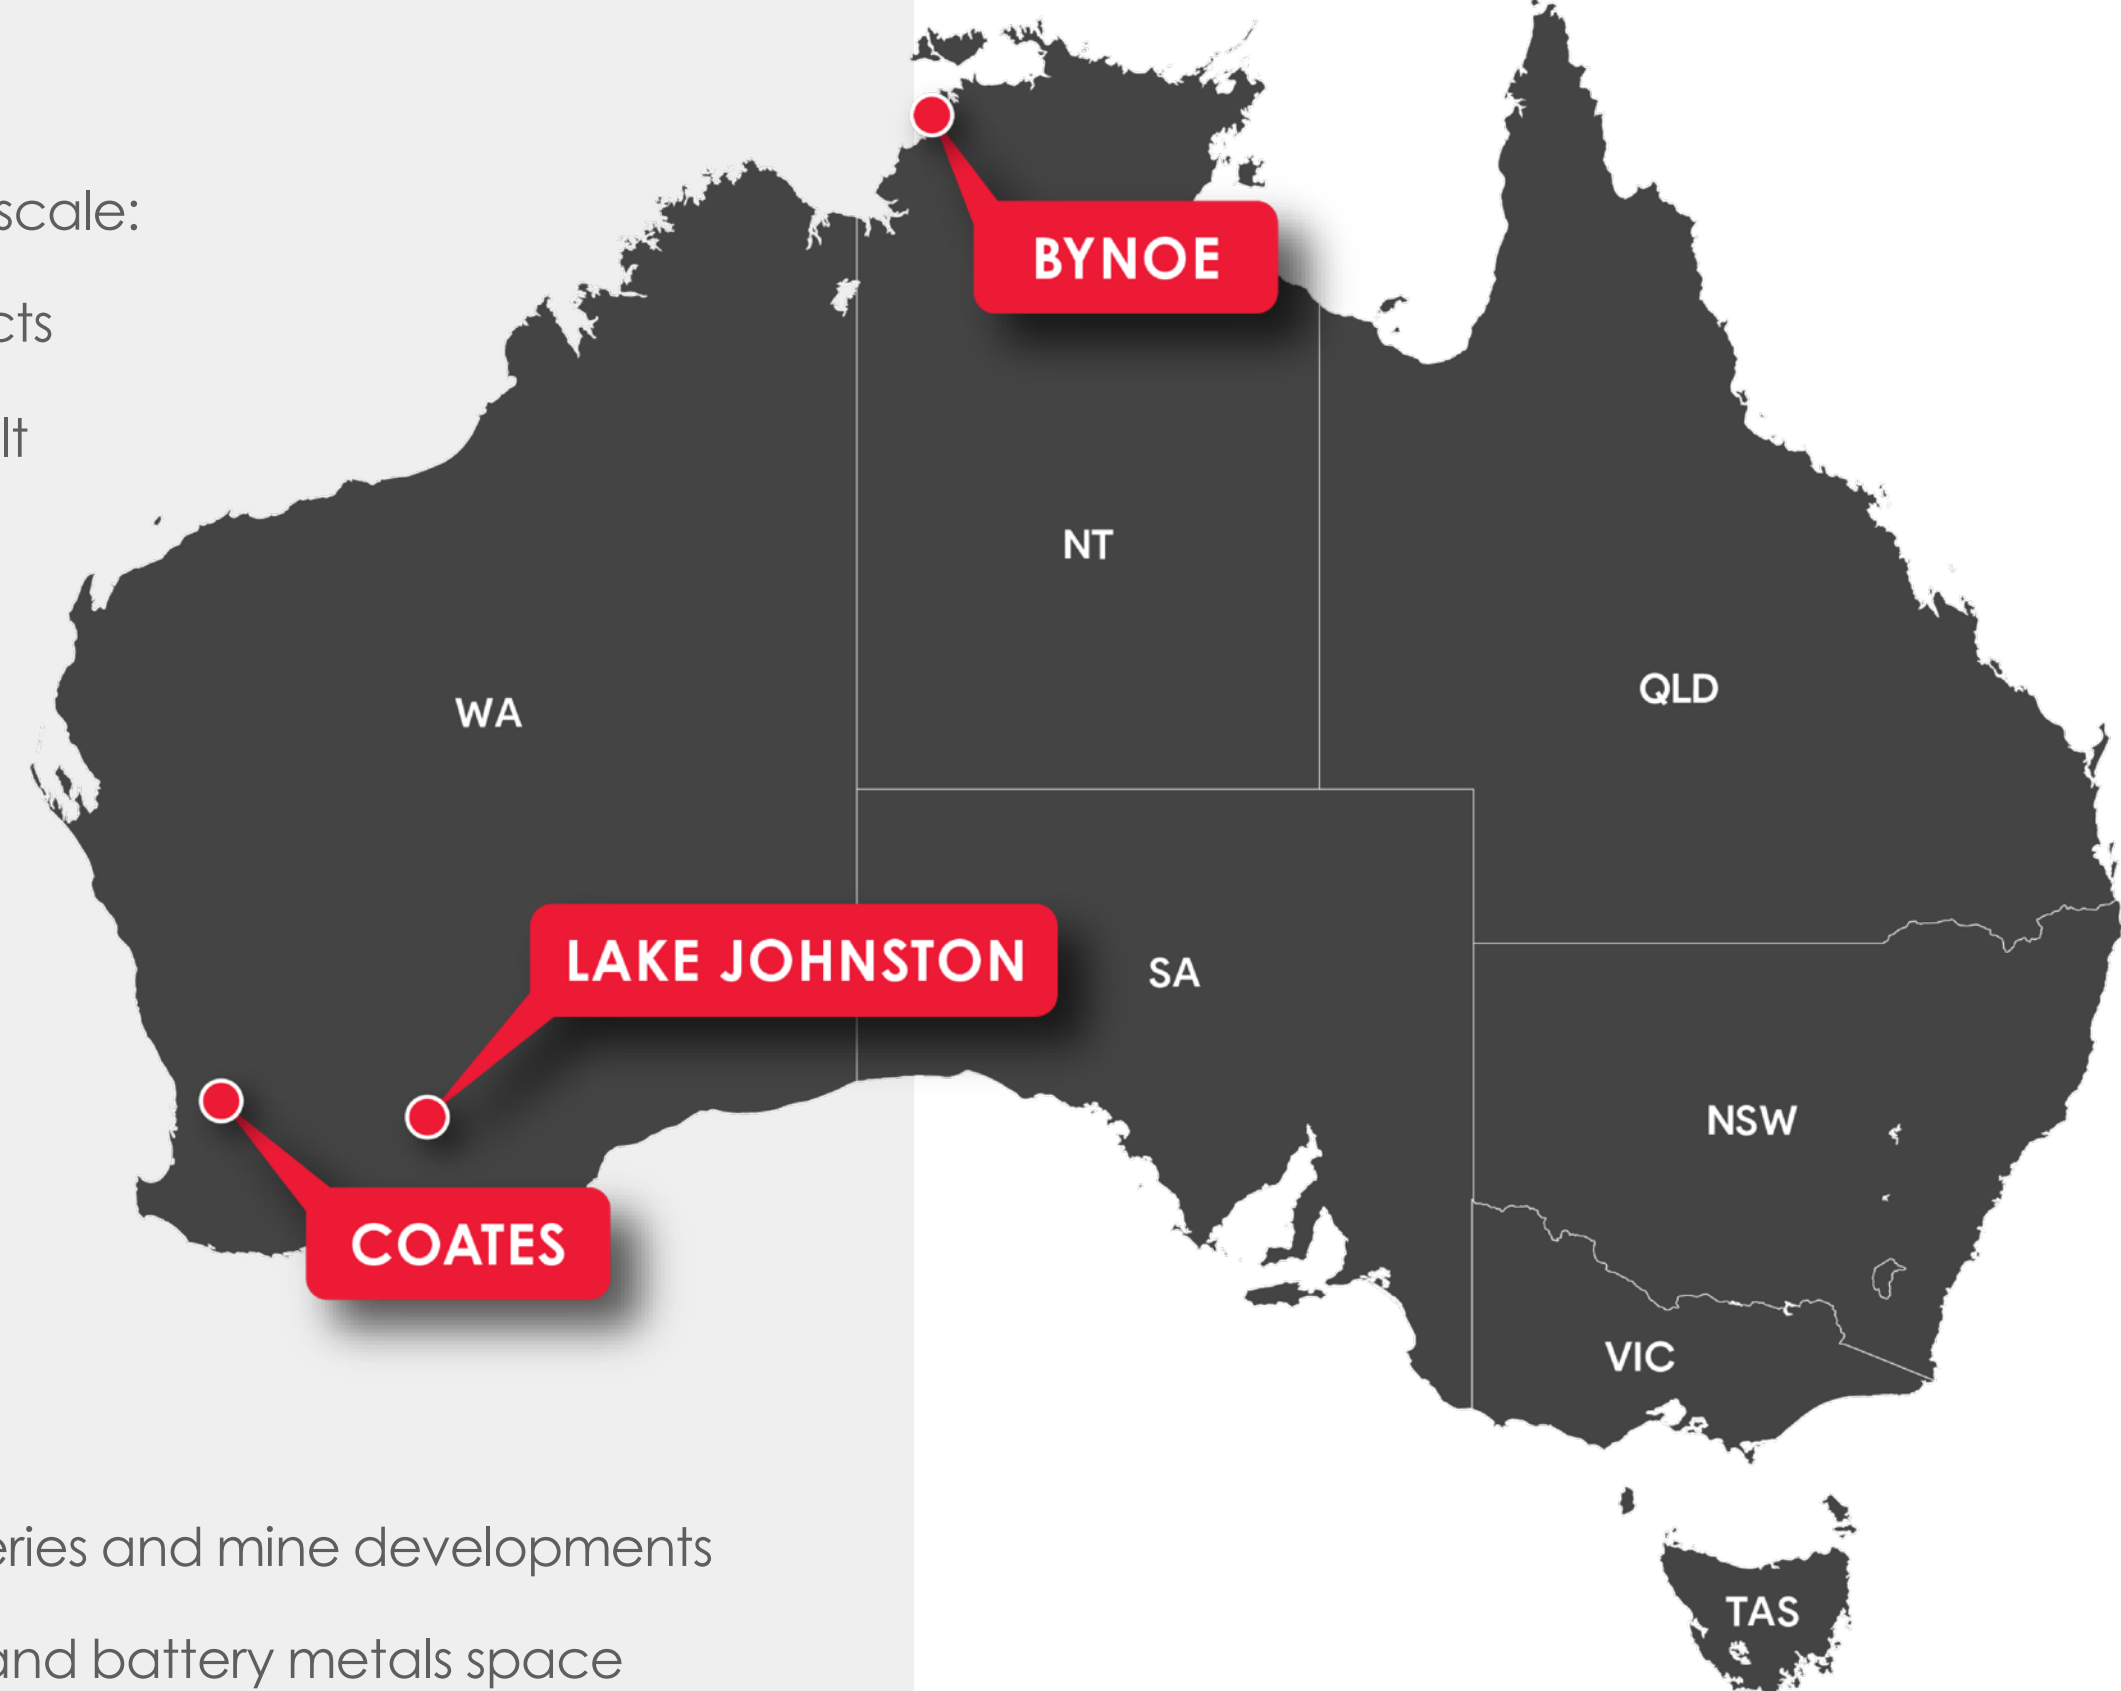 scale:
cts
lt
BYNOE
NT
WA
QLD
LAKE JOHNSTON
SA
NSW
COATES
VIC
eries and mine developments
TAS
and battery metals space